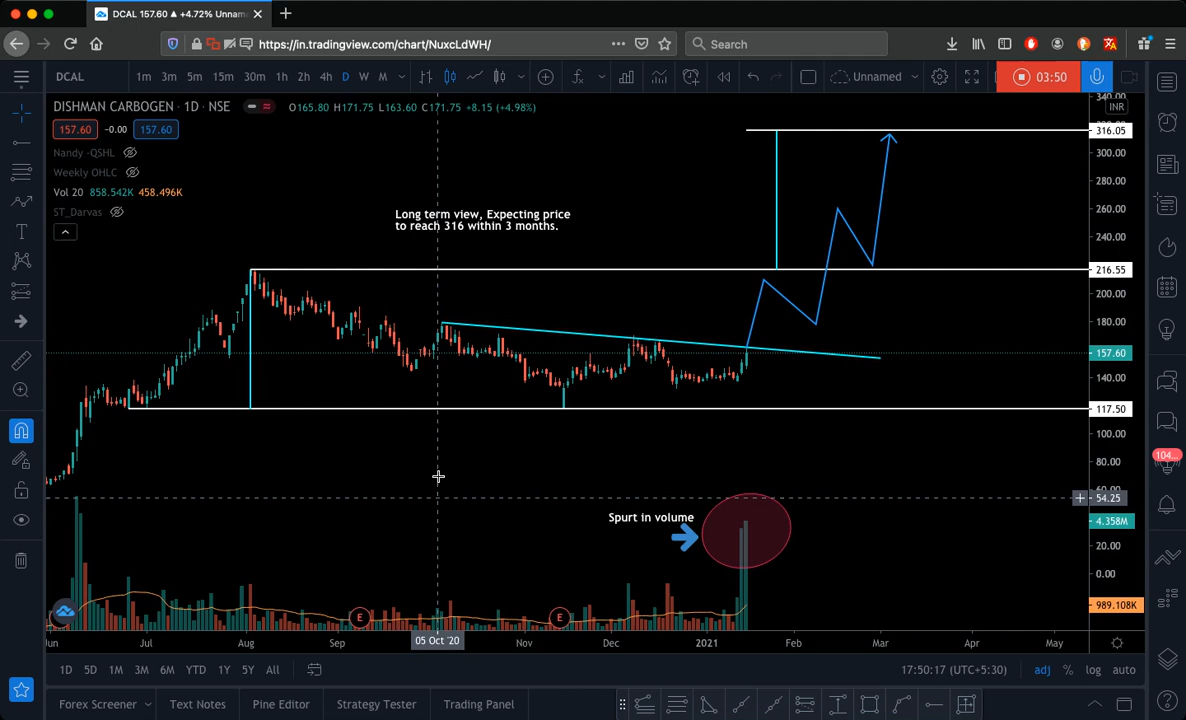 DCAL 157.60 ▲ +4.72% Unnam
https://in.tradingview.com/chart/NuxcLdWH/
Search
DCAL
1m 3m 5m 15m 30m 1h 2h 4h D W M
Unnamed
03:50
DISHMAN CARBOGEN · 1D · NSE
O165.80 H171.75 L163.60 C171.75 +8.15 (+4.98%)
INR
157.60 -0.00 157.60
Nandy -QSHL
Weekly OHLC
Vol 20 858.542K 458.496K
ST_Darvas
Long term view, Expecting price
to reach 316 within 3 months.
Spurt in volume
340.00
316.05
300.00
280.00
260.00
240.00
216.55
200.00
180.00
157.60
140.00
117.50
100.00
80.00
60.00
54.25
4.358M
20.00
0.00
989.108K
104...
E E
Jun Jul Aug Sep 05 Oct '20 Nov Dec 2021 Feb Mar Apr May
1D 5D 1M 3M 6M YTD 1Y 5Y All
17:50:17 (UTC+5:30) adj % log auto
Forex Screener Text Notes Pine Editor Strategy Tester Trading Panel